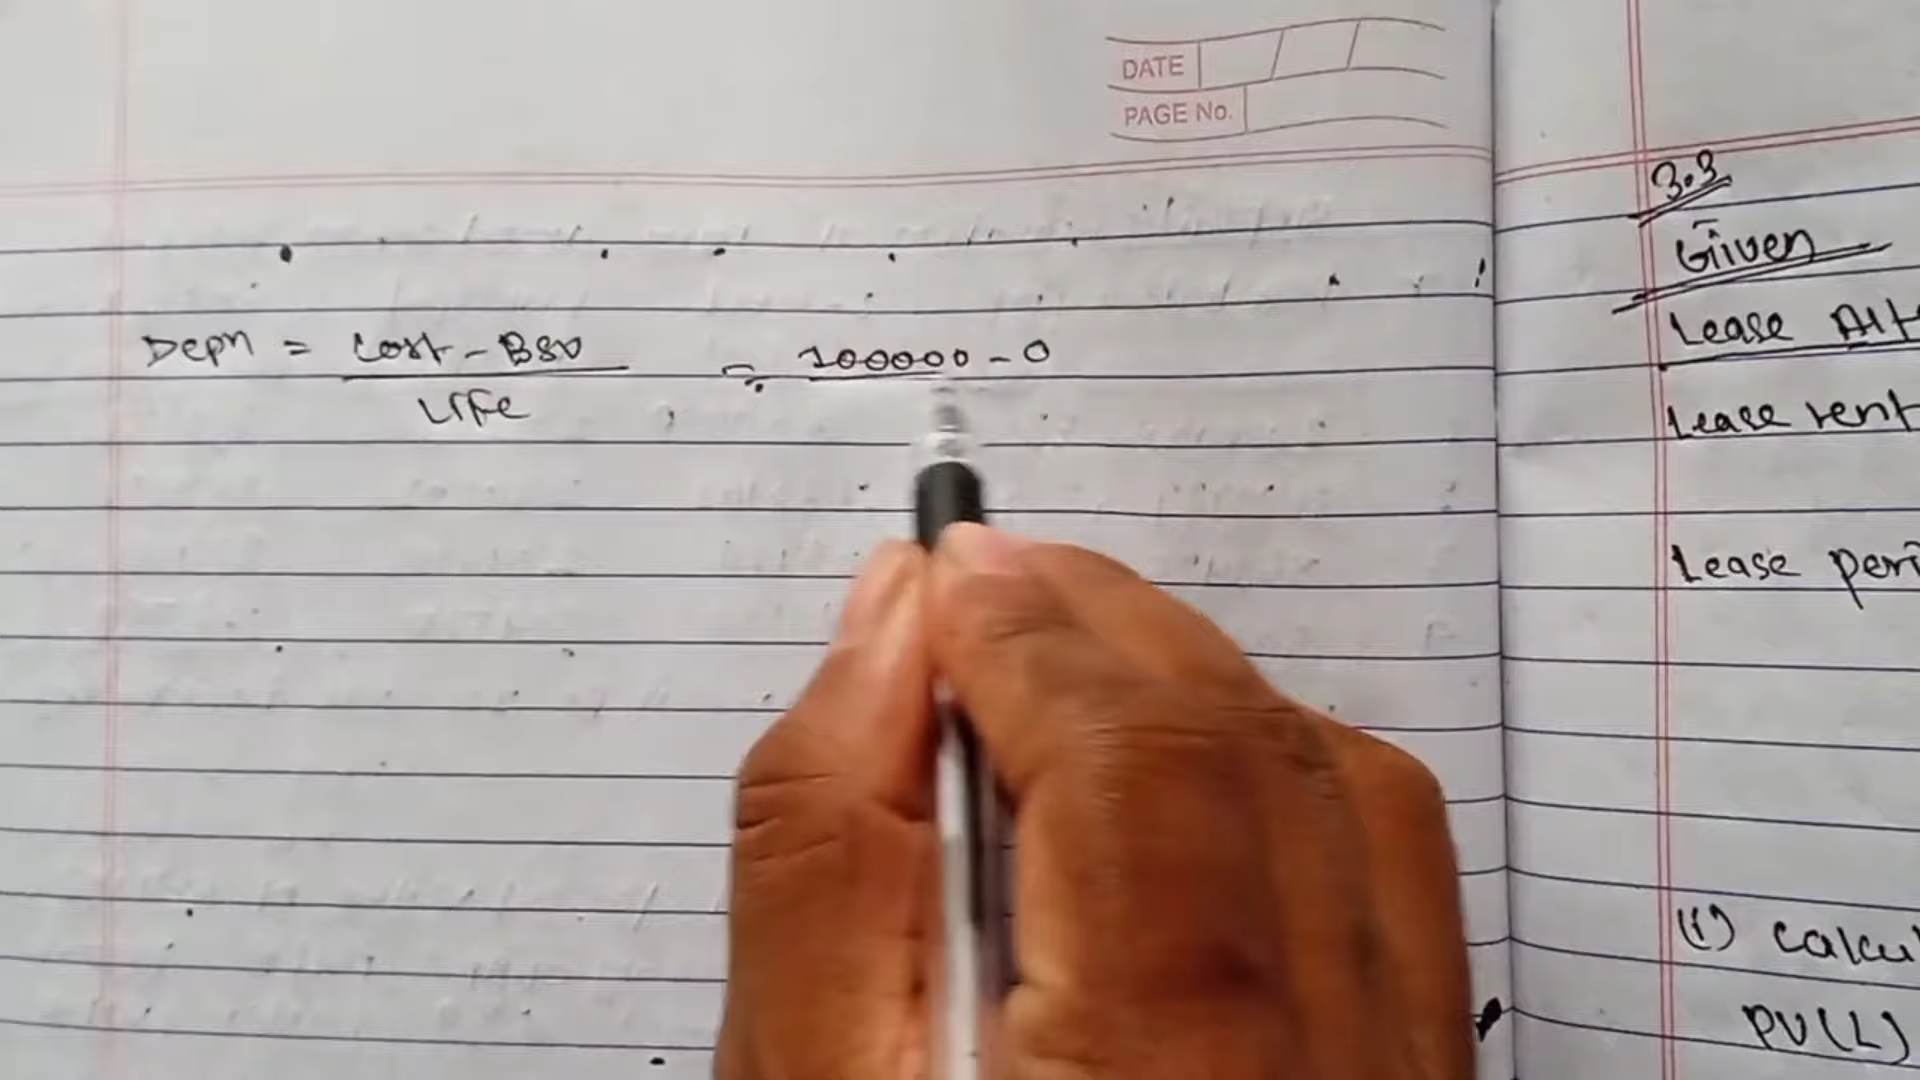 DATE
PAGE No.
Depn = Cost - BSV = 100000 - 0
Life
3.3
Given
Lease Alt
Lease rent
Lease peri
(i) calcul
PV(L)